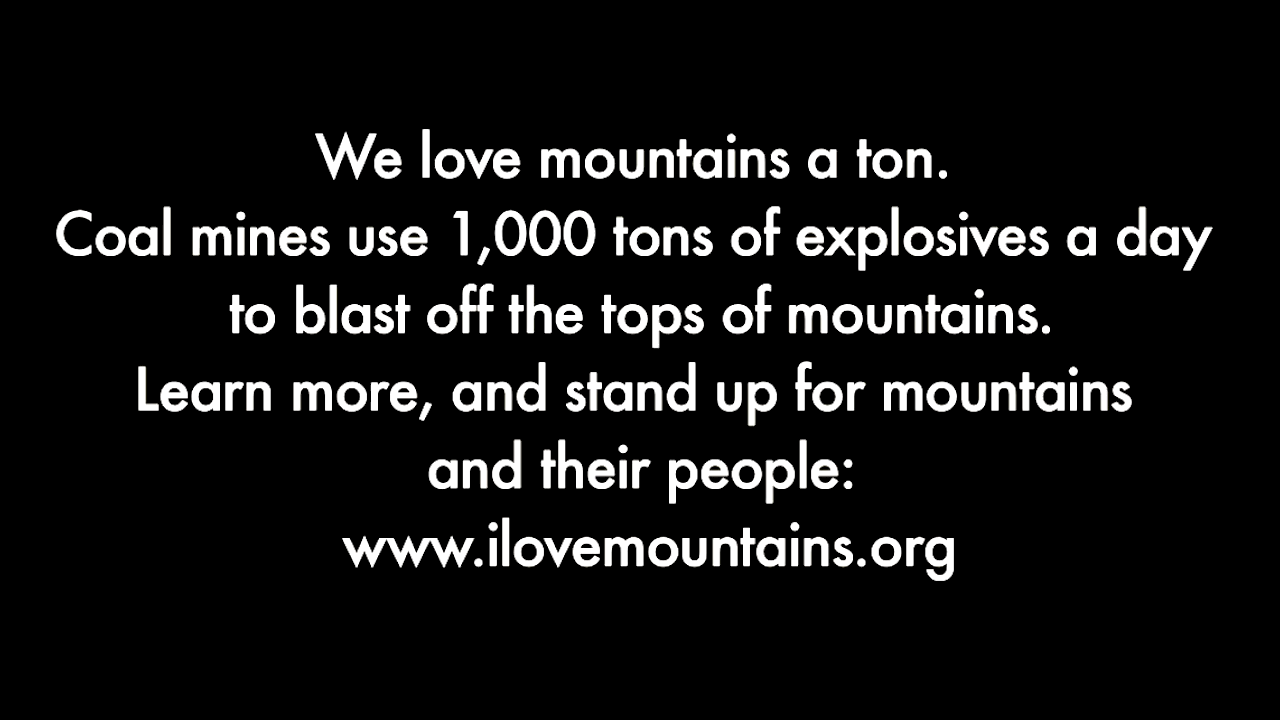 We love mountains a ton.
Coal mines use 1,000 tons of explosives a day
to blast off the tops of mountains.
Learn more, and stand up for mountains
and their people:
www.ilovemountains.org